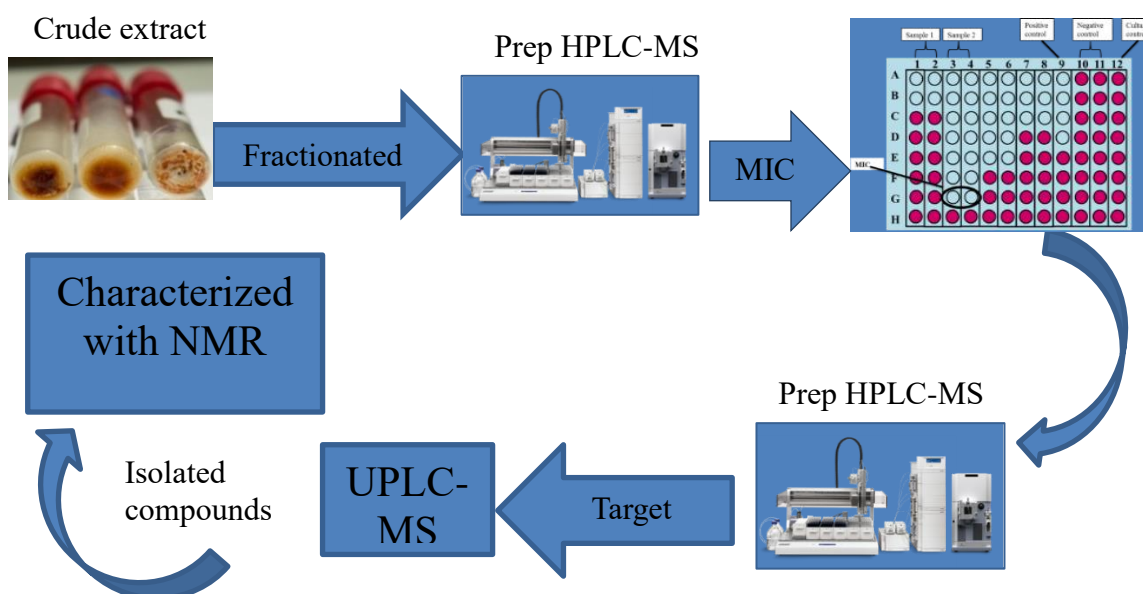 Crude extract
Prep HPLC-MS
Fractionated
MIC
Sample 1 Sample 2
Positive control
Negative control
Cultu
contro
1 2 3 4 5 6 7 8 9 10 11 12
A
B
C
D
E
F
G
H
MIC
Characterized
with NMR
Prep HPLC-MS
Isolated
compounds
UPLC-
MS
Target